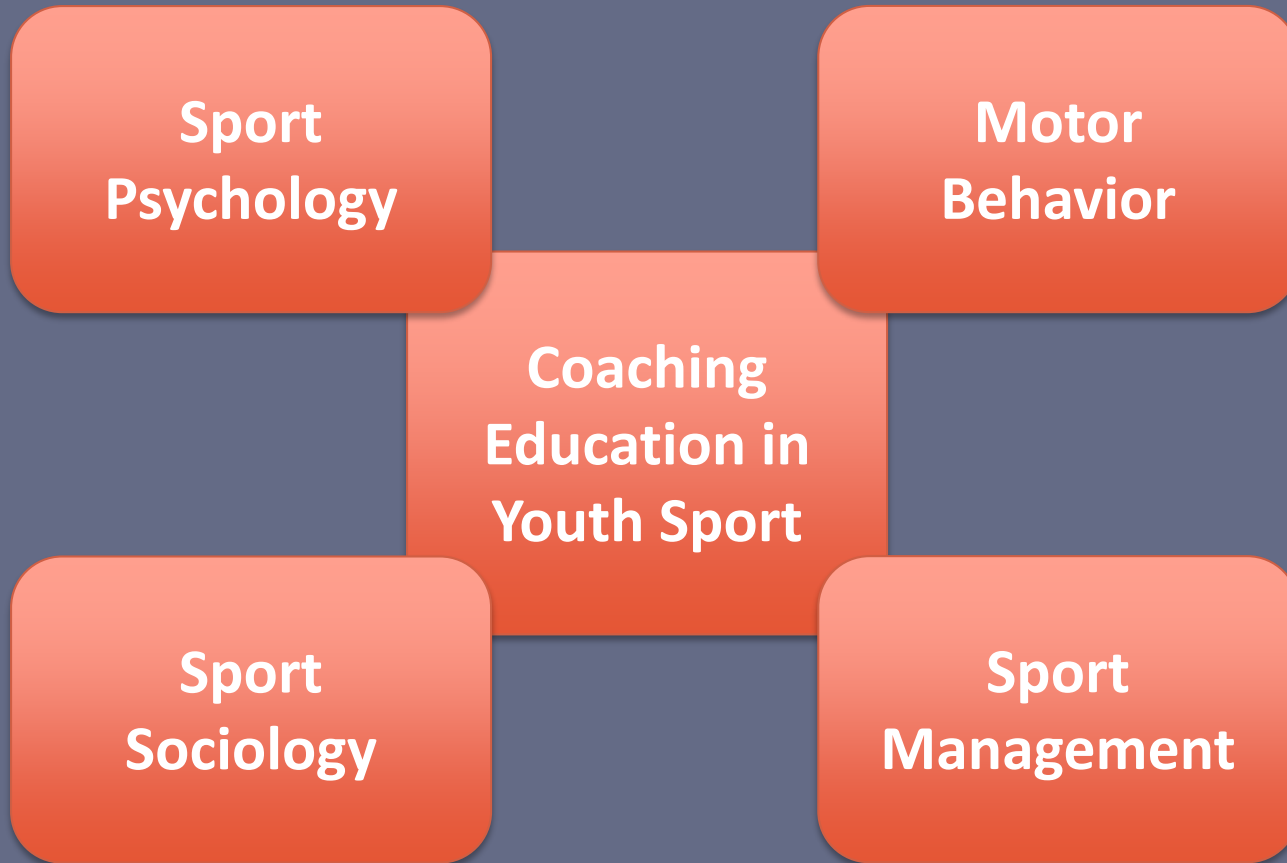 Sport
Psychology
Motor
Behavior
Coaching
Education in
Youth Sport
Sport
Sociology
Sport
Management